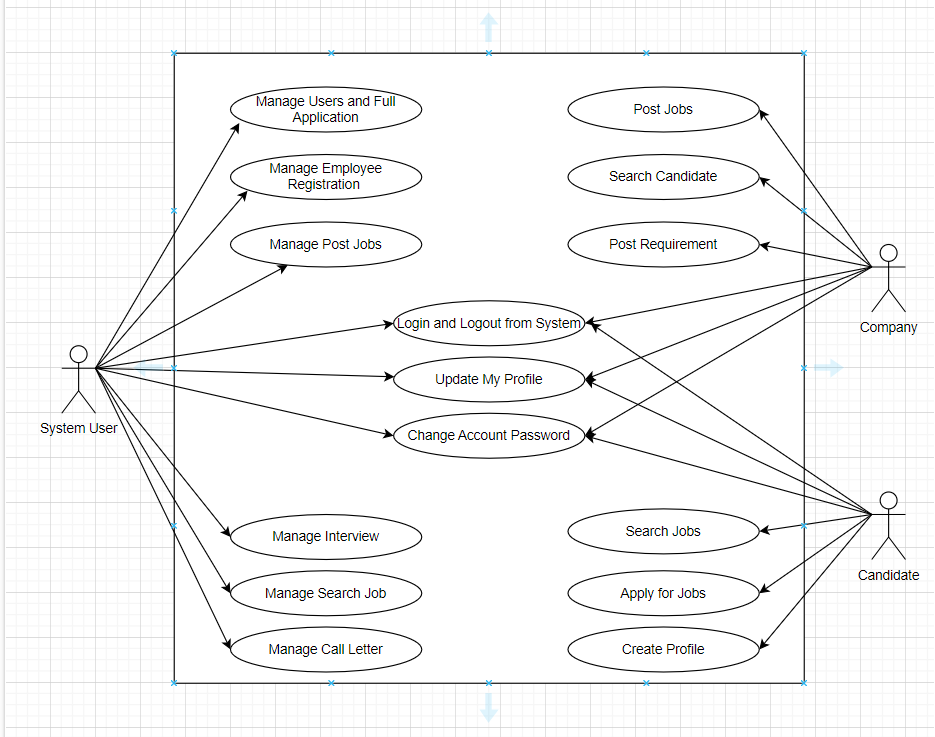 Manage Users and Full
Application
Post Jobs
Manage Employee
Registration
Search Candidate
Manage Post Jobs
Post Requirement
Login and Logout from System
Company
Update My Profile
System User
Change Account Password
Manage Interview
Search Jobs
Candidate
Manage Search Job
Apply for Jobs
Manage Call Letter
Create Profile